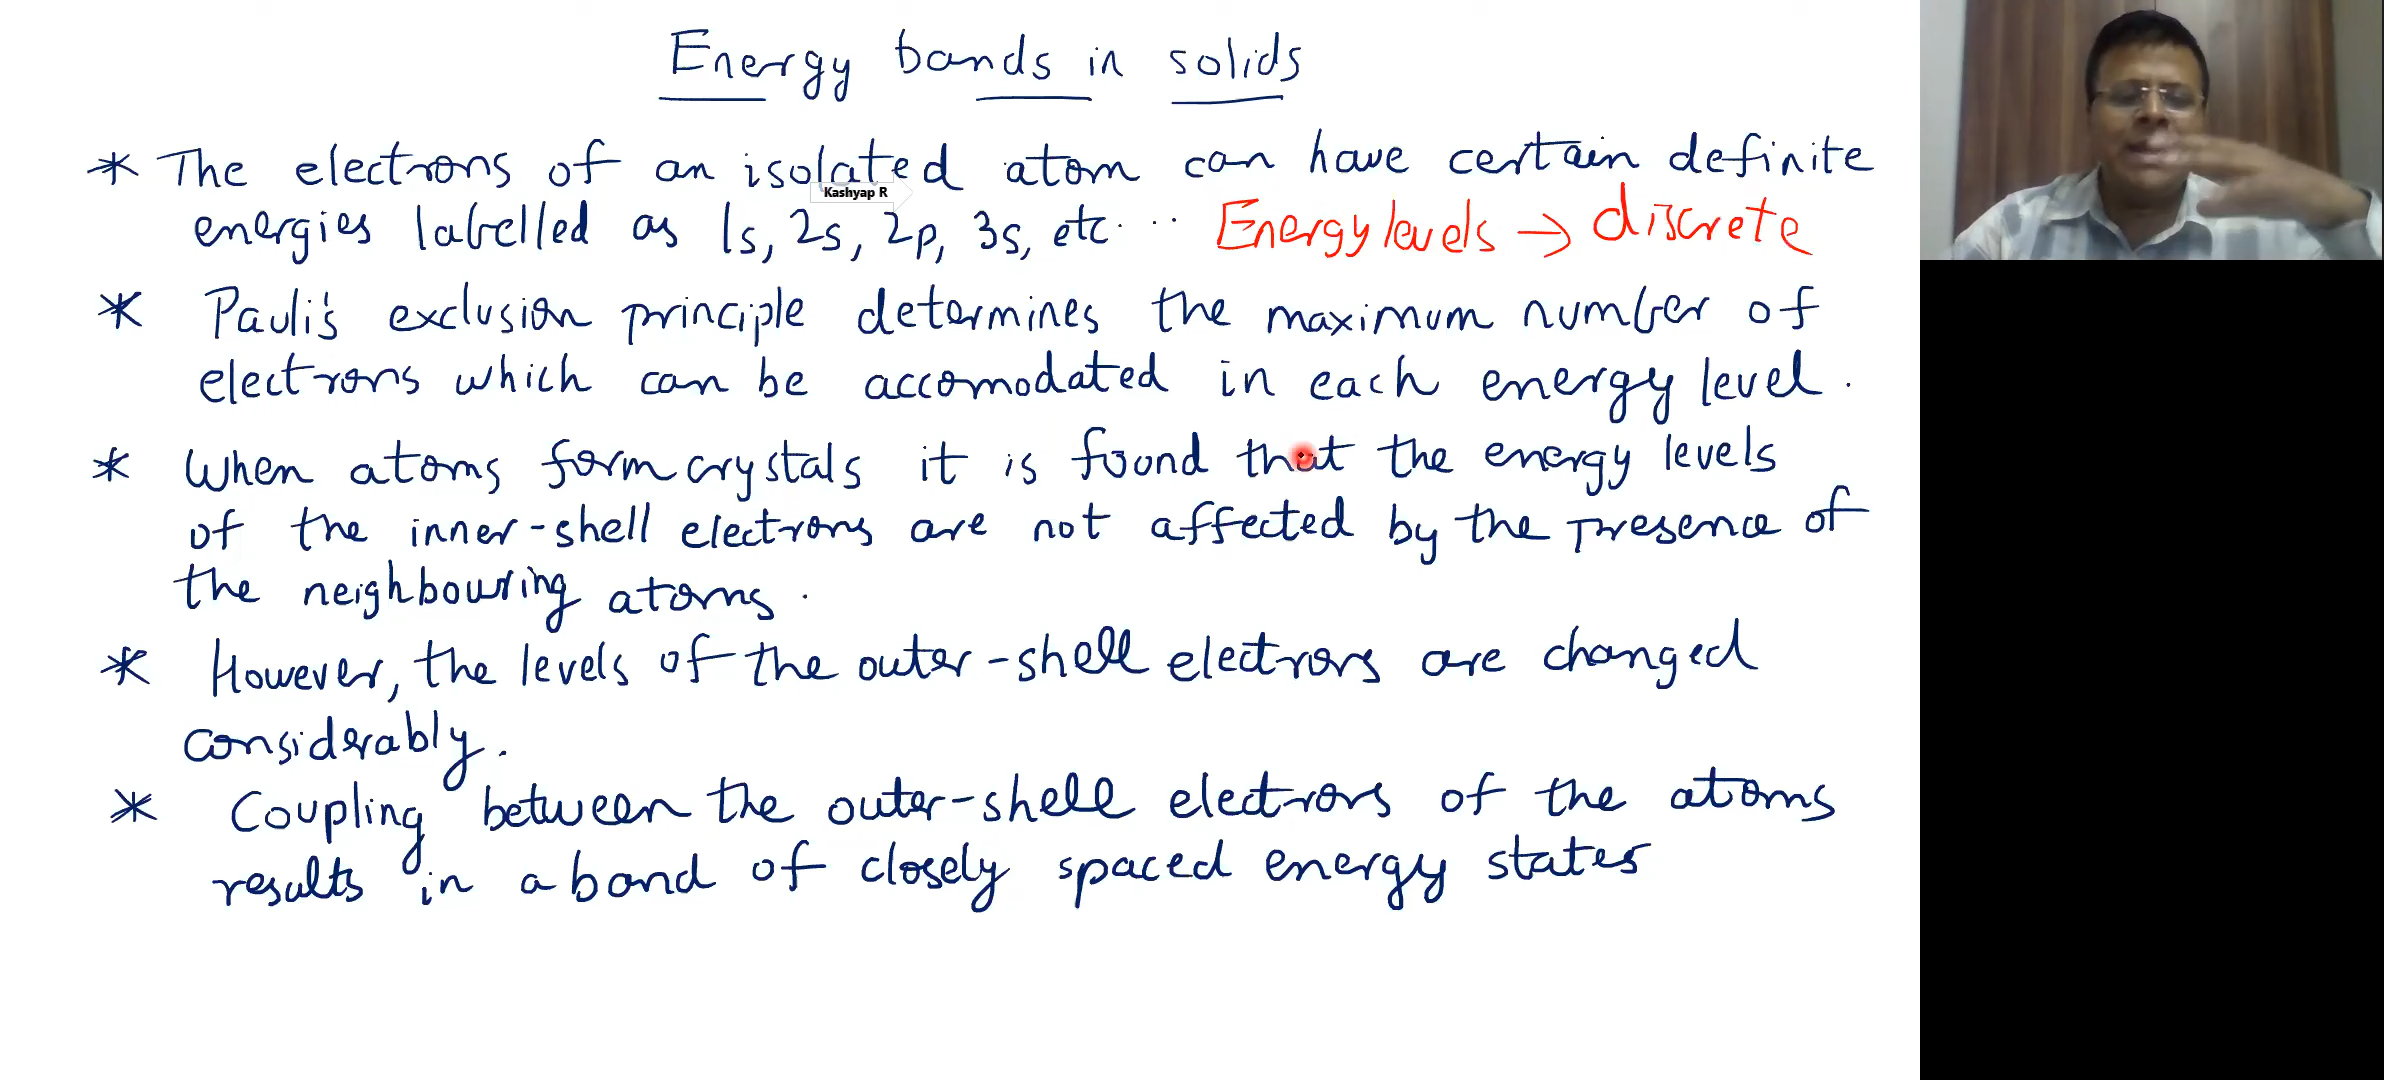 Energy bands in solids
* The electrons of an isolated atom can have certain definite
Kashyap R
energies labelled as 1s, 2s, 2p, 3s, etc... Energy levels → discrete
* Pauli's exclusion principle determines the maximum number of
electrons which can be accomodated in each energy level.
* When atoms form crystals it is found that the energy levels
of the inner-shell electrons are not affected by the presence of
the neighbouring atoms.
* However, the levels of the outer-shell electrons are changed
considerably.
* Coupling between the outer-shell electrons of the atoms
results in a band of closely spaced energy states